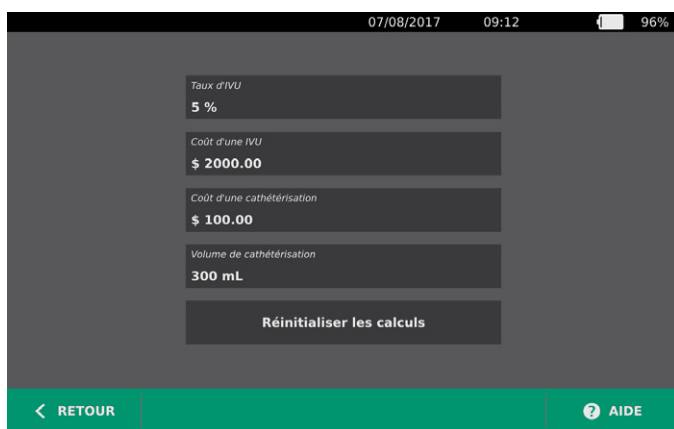 07/08/2017 09:12 96%
Taux d'IVU
5 %
Coût d'une IVU
$ 2000.00
Coût d'une cathétérisation
$ 100.00
Volume de cathétérisation
300 mL
Réinitialiser les calculs
RETOUR ? AIDE